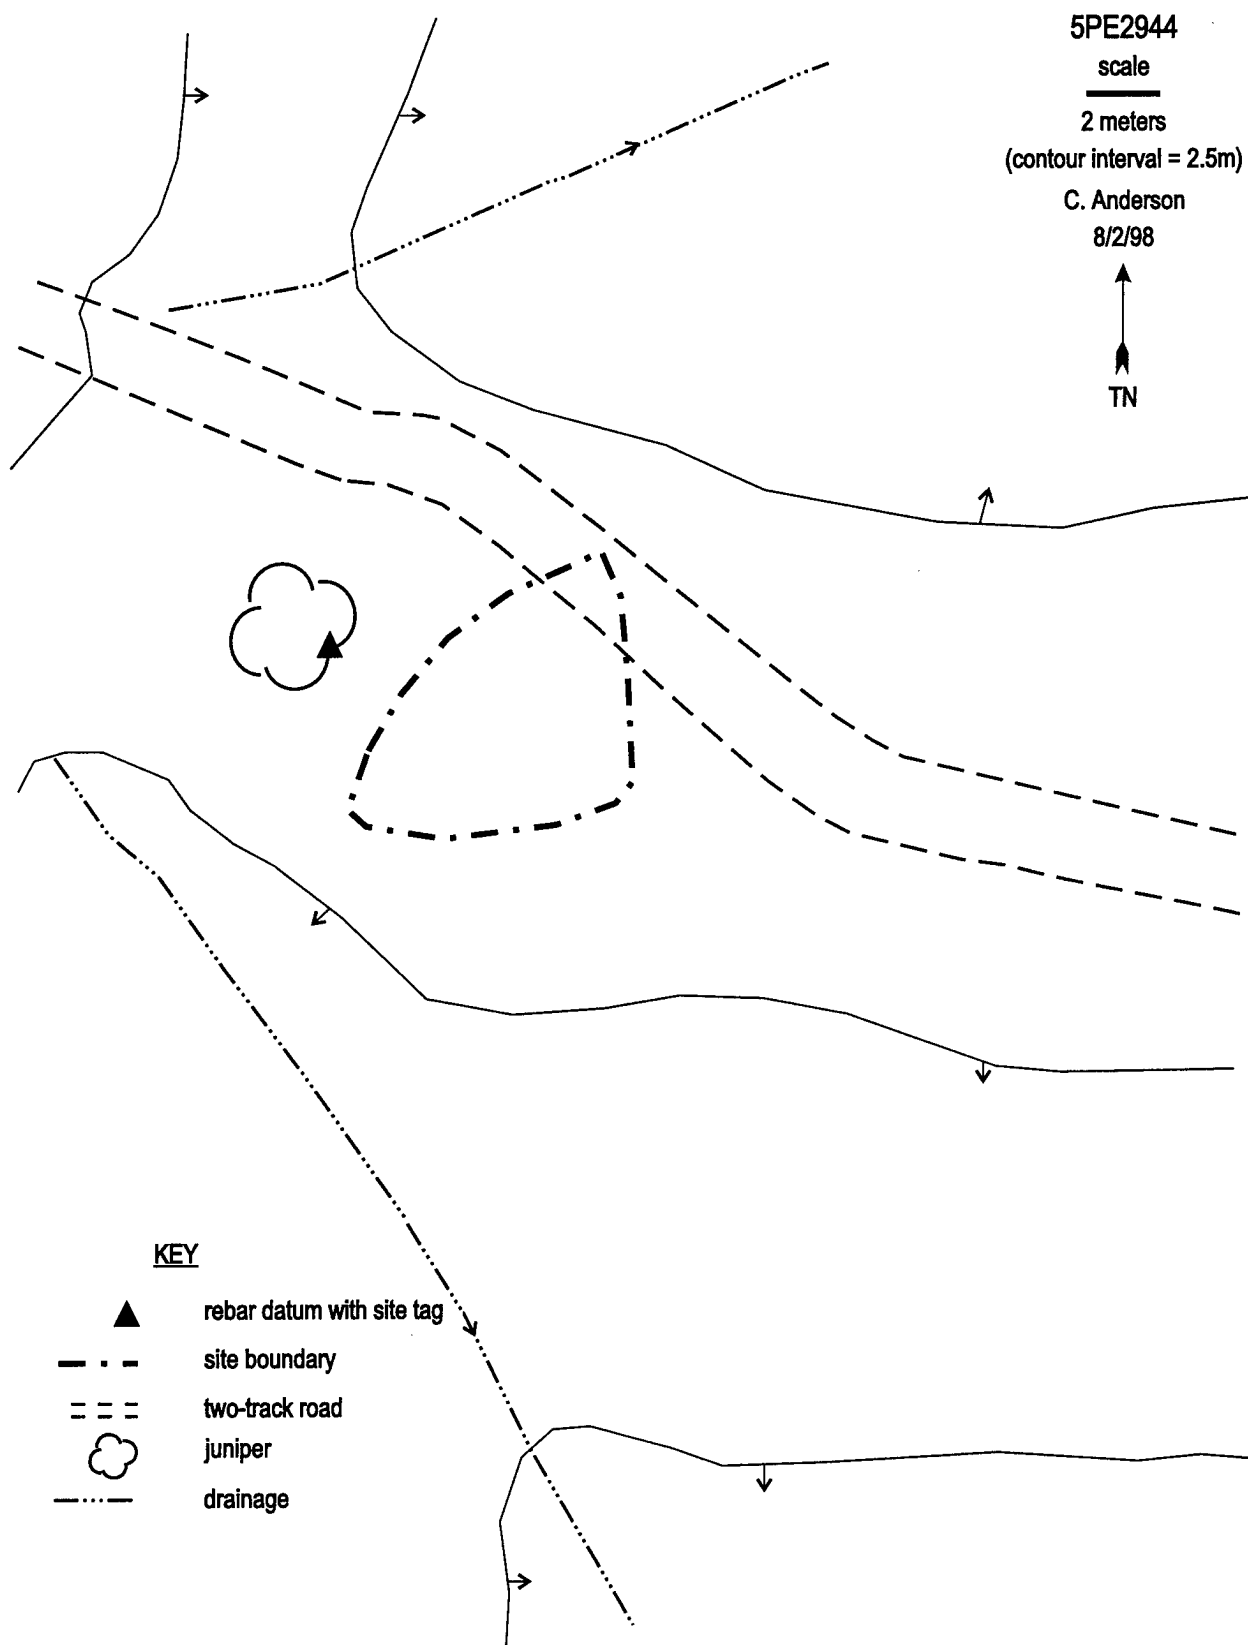 5PE2944
scale
2 meters
(contour interval = 2.5m)
C. Anderson
8/2/98
TN
KEY
rebar datum with site tag
site boundary
two-track road
juniper
drainage